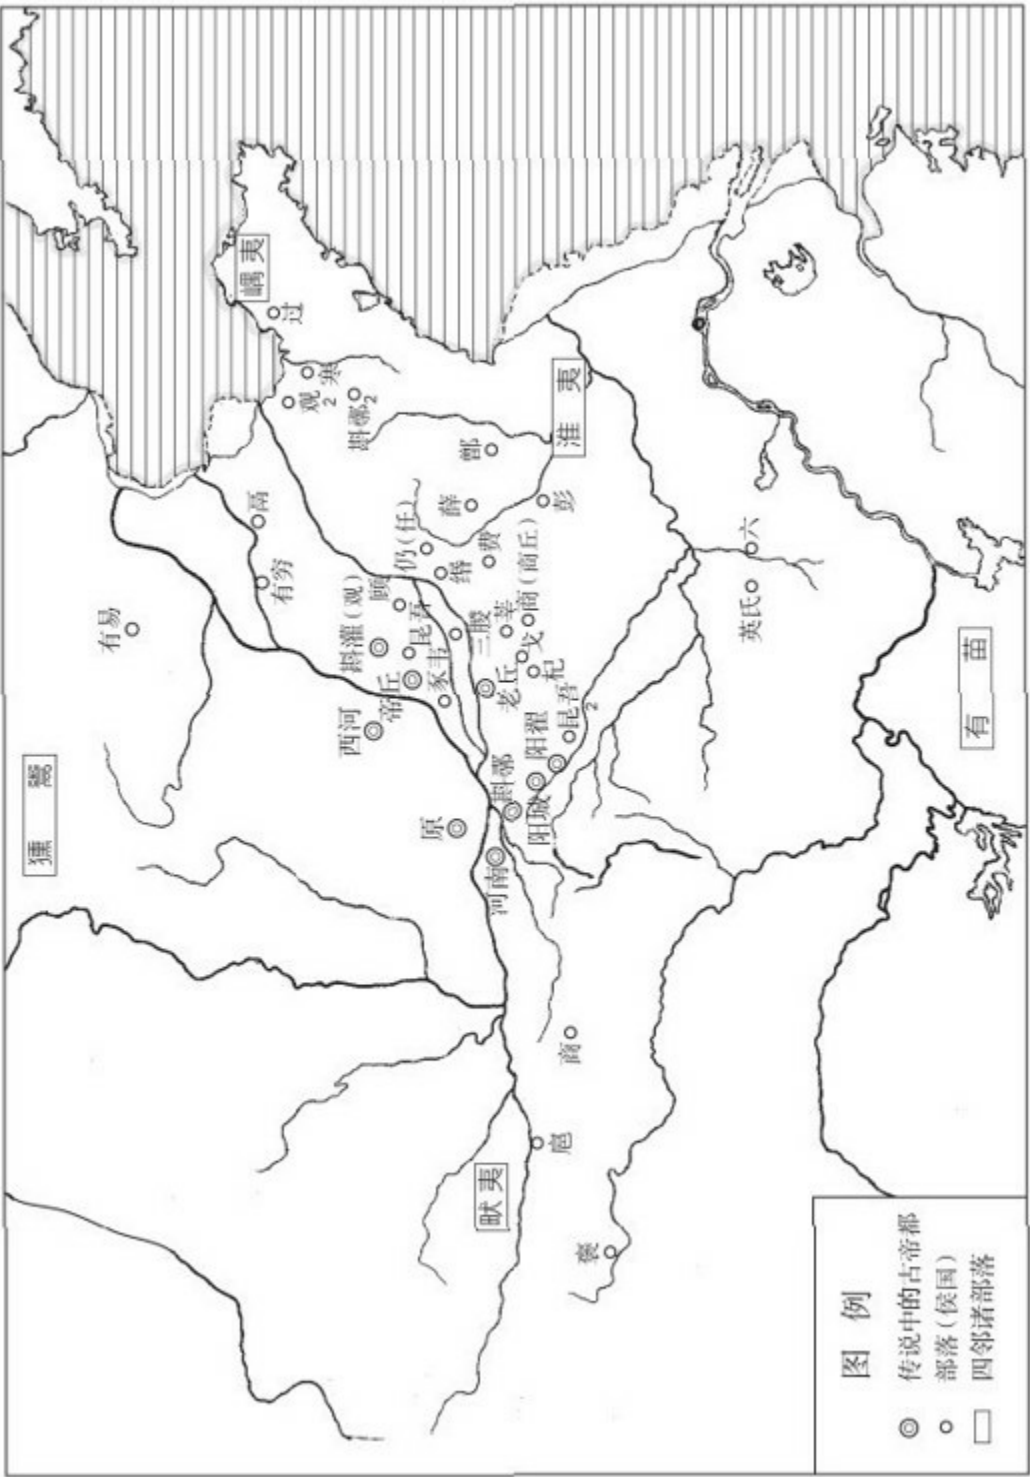 獯鬻
有易
鬲
有穷
嵎夷
过
寒
观2
斟鄩2
鄫
薛
仍(任)
缗
费
彭
淮夷
斟灌(观)
顾
昆吾
帝丘
豕韦
三朡
莘
商(商丘)
戈
老丘
杞
西河
原
河南
斟鄩
阳城
阳翟
昆吾2
六
英氏
有苗
商
扈
畎夷
褒
图例
传说中的古帝都
部落(侯国)
四邻诸部落